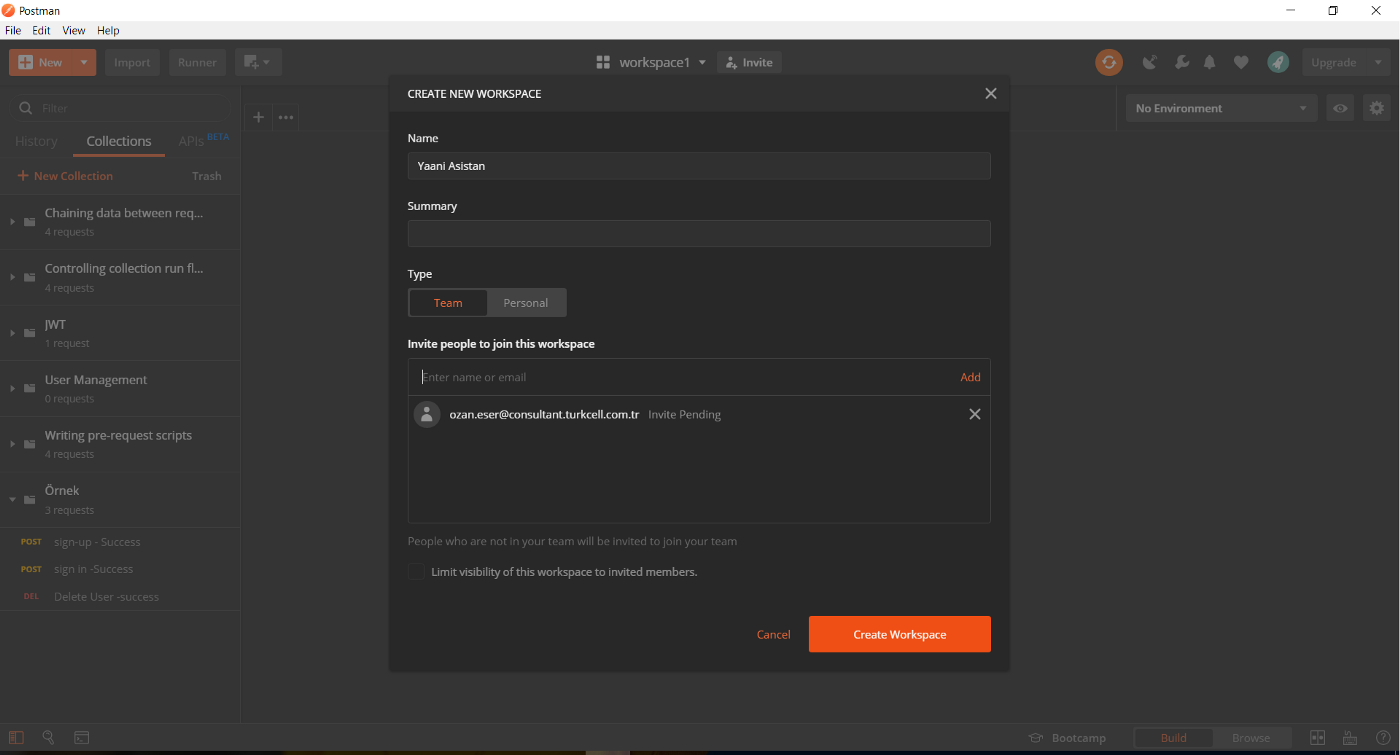 Postman
File Edit View Help
New Import Runner workspace1 Invite Upgrade
Filter
No Environment
History Collections APIs BETA
+ New Collection Trash
Chaining data between req...
4 requests
Controlling collection run fl...
4 requests
JWT
1 request
User Management
0 requests
Writing pre-request scripts
4 requests
Örnek
3 requests
POST sign-up - Success
POST sign in -Success
DEL Delete User -success
CREATE NEW WORKSPACE
Name
Yaani Asistan
Summary
Type
Team Personal
Invite people to join this workspace
Enter name or email Add
ozan.eser@consultant.turkcell.com.tr Invite Pending
People who are not in your team will be invited to join your team
Limit visibility of this workspace to invited members.
Cancel Create Workspace
Bootcamp Build Browse